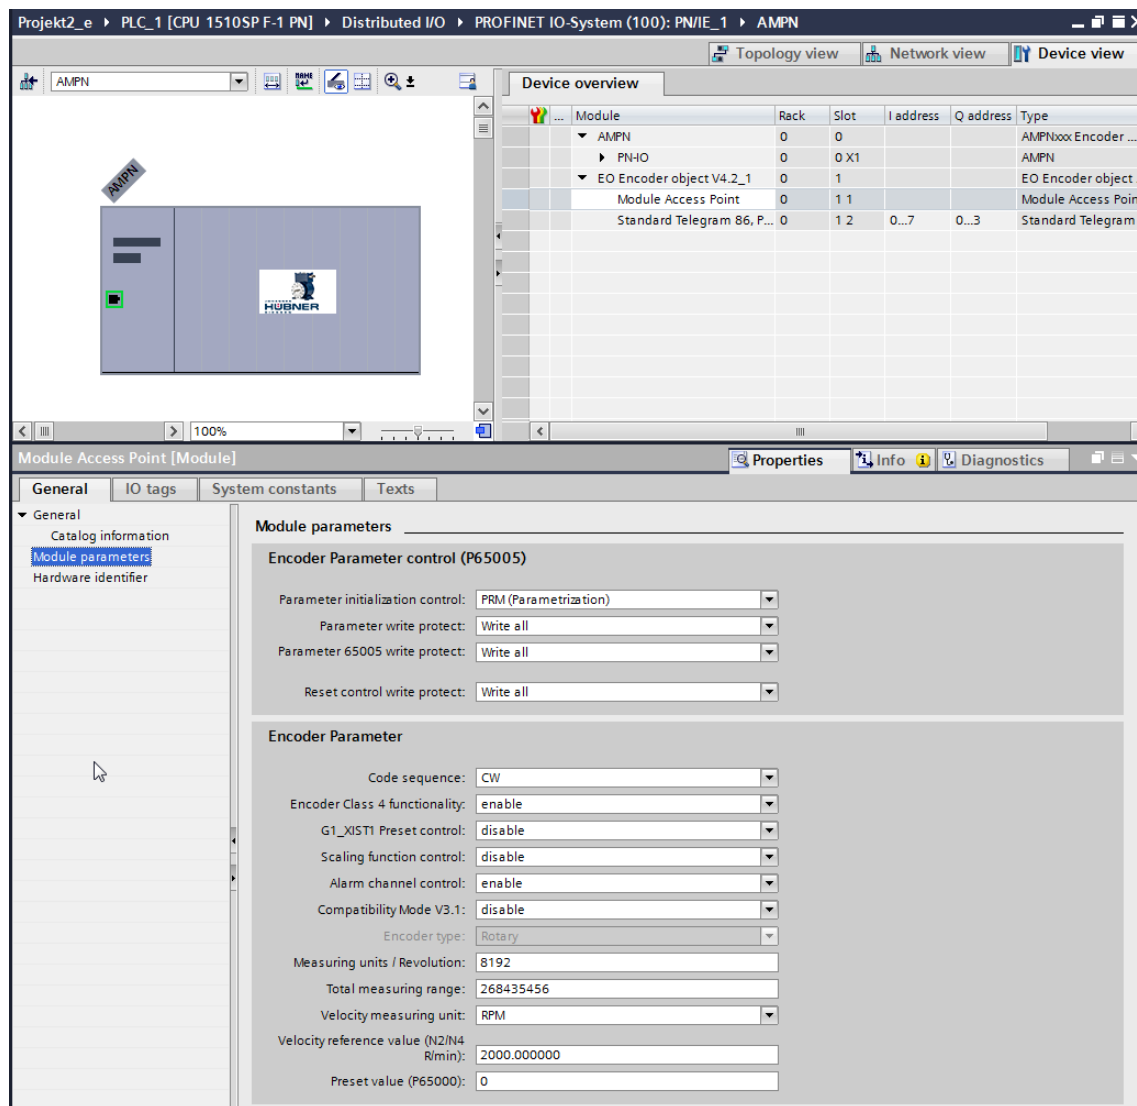 Projekt2_e ▸ PLC_1 [CPU 1510SP F-1 PN] ▸ Distributed I/O ▸ PROFINET IO-System (100): PN/IE_1 ▸ AMPN
Topology view Network view Device view
AMPN
Device overview
... Module Rack Slot I address Q address Type
AMPN 0 0 AMPNxxx Encoder ...
PN-IO 0 0 X1 AMPN
EO Encoder object V4.2_1 0 1 EO Encoder object
Module Access Point 0 1 1 Module Access Poin
Standard Telegram 86, P... 0 1 2 0...7 0...3 Standard Telegram
AMPN
HÜBNER
GIESSEN
100%
Module Access Point [Module]
Properties Info Diagnostics
General IO tags System constants Texts
General
Catalog information
Module parameters
Hardware identifier
Module parameters
Encoder Parameter control (P65005)
Parameter initialization control: PRM (Parametrization)
Parameter write protect: Write all
Parameter 65005 write protect: Write all
Reset control write protect: Write all
Encoder Parameter
Code sequence: CW
Encoder Class 4 functionality: enable
G1_XIST1 Preset control: disable
Scaling function control: disable
Alarm channel control: enable
Compatibility Mode V3.1: disable
Encoder type: Rotary
Measuring units / Revolution: 8192
Total measuring range: 268435456
Velocity measuring unit: RPM
Velocity reference value (N2/N4
R/min): 2000.000000
Preset value (P65000): 0